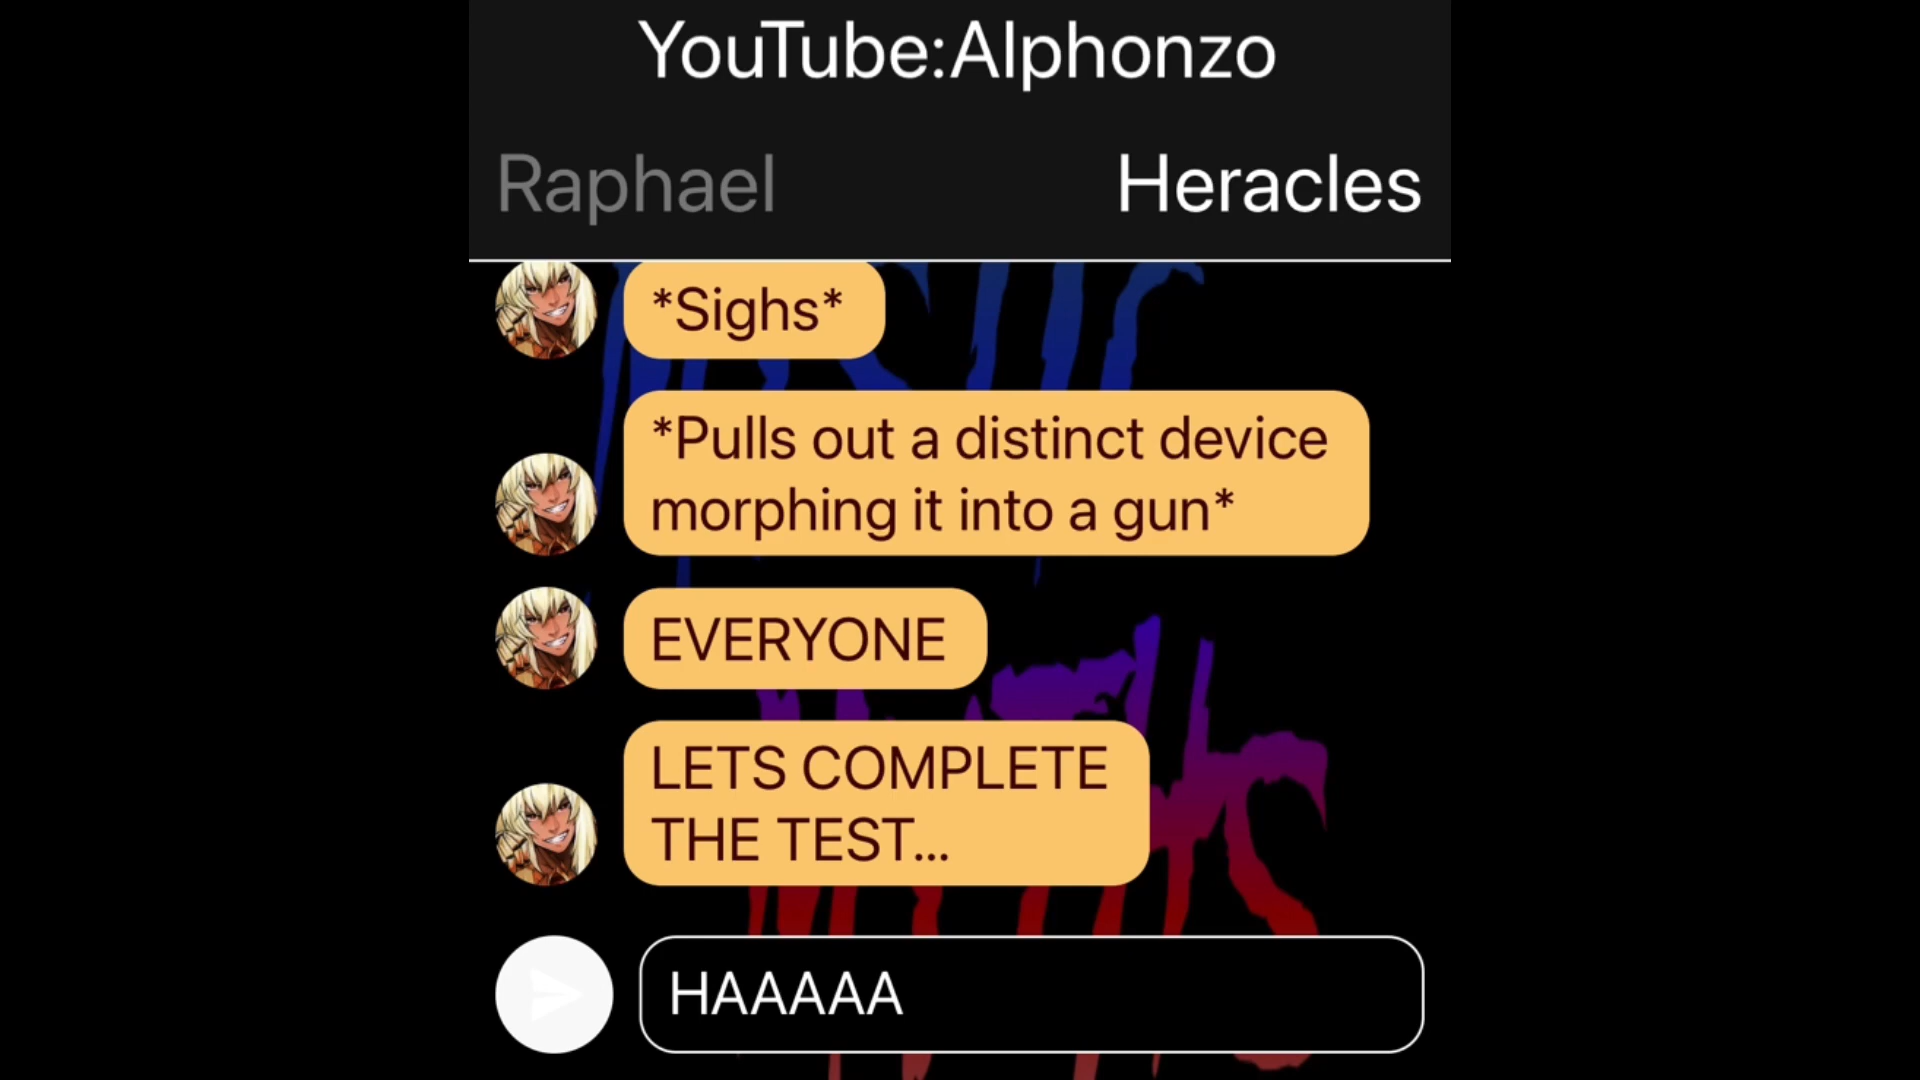 YouTube:Alphonzo
Raphael
Heracles
*Sighs*
*Pulls out a distinct device
morphing it into a gun*
EVERYONE
LETS COMPLETE
THE TEST...
HAAAAA